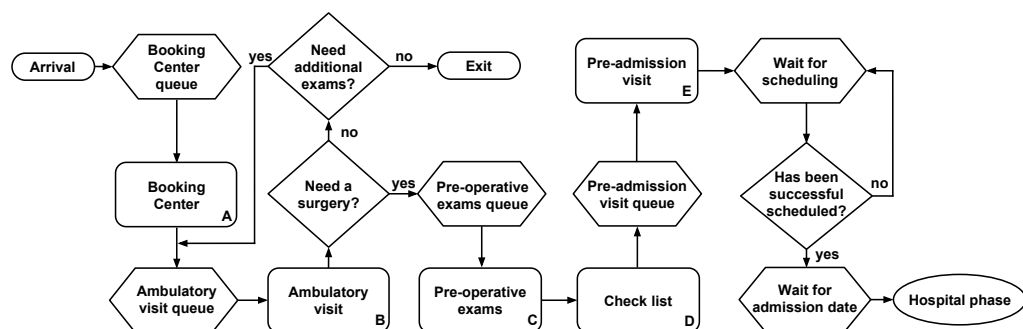 Arrival
Booking
Center
queue
Booking
Center
A
Ambulatory
visit queue
Ambulatory
visit
B
Need a
surgery?
no
yes
Need
additional
exams?
yes
no
Exit
Pre-operative
exams queue
Pre-operative
exams
C
Check list
D
Pre-admission
visit queue
Pre-admission
visit
E
Wait for
scheduling
Has been
successful
scheduled?
no
yes
Wait for
admission date
Hospital phase